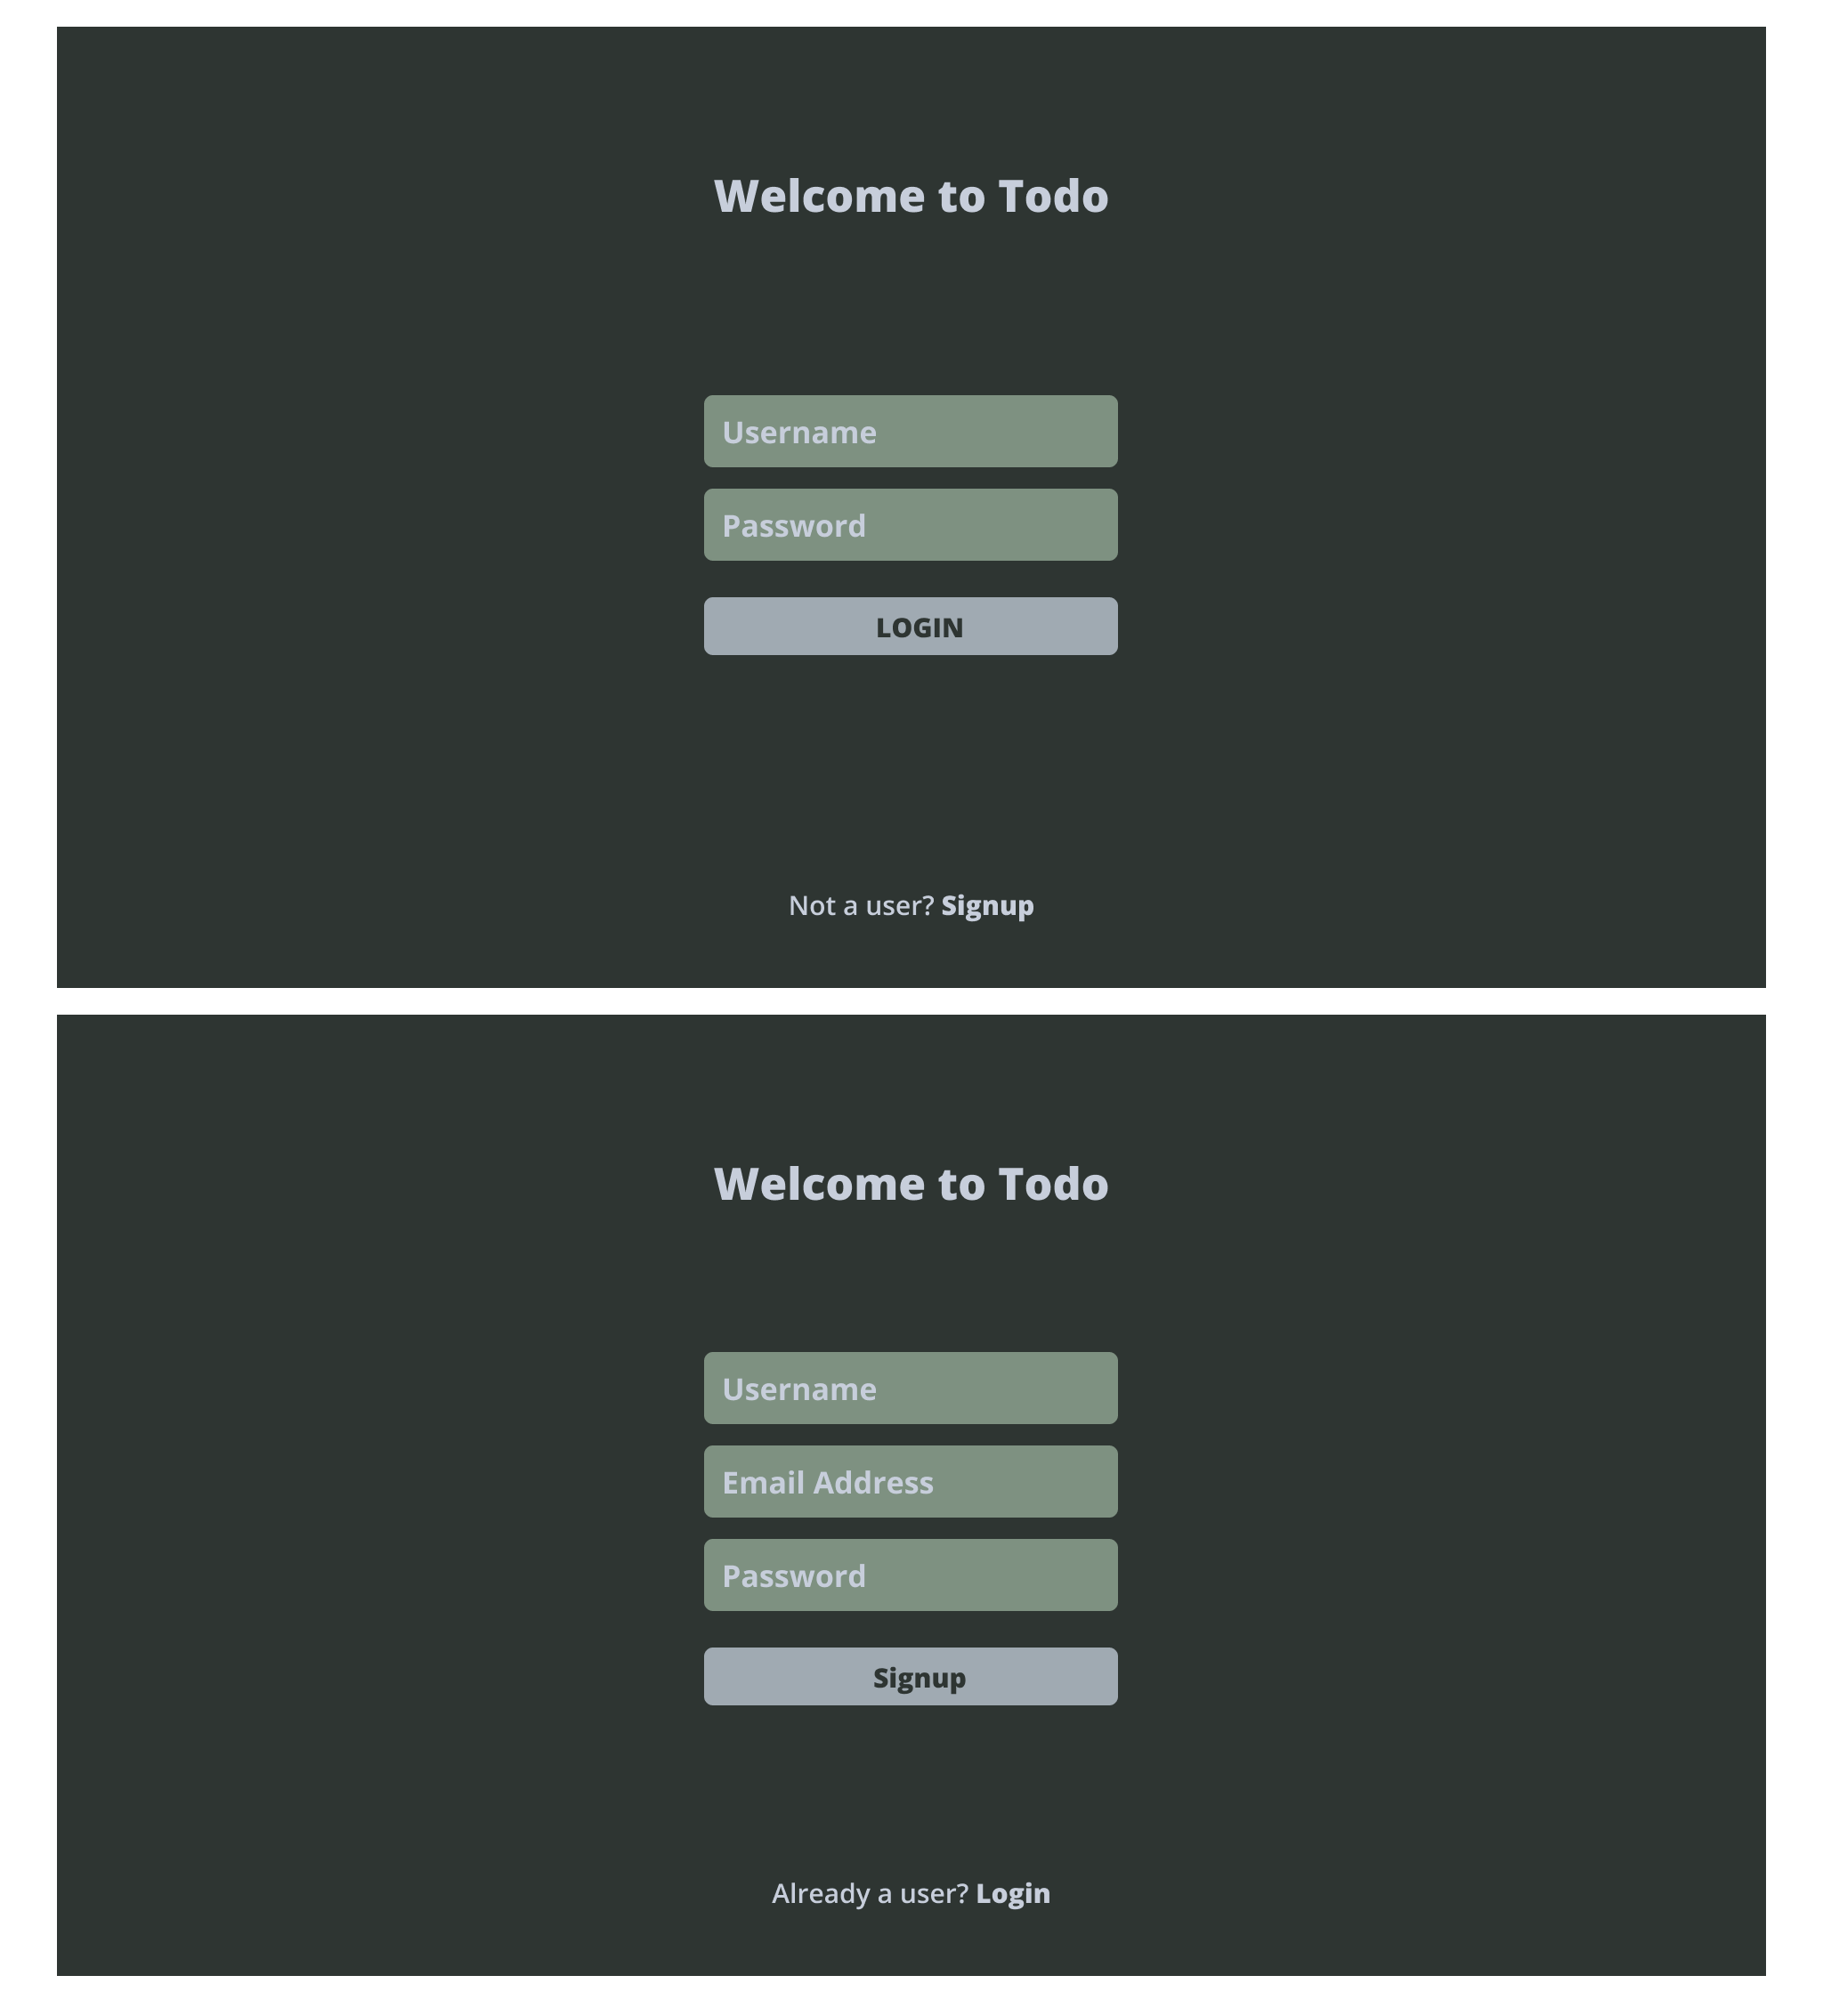 Welcome to Todo
Username
Password
LOGIN
Not a user? Signup
Welcome to Todo
Username
Email Address
Password
Signup
Already a user? Login